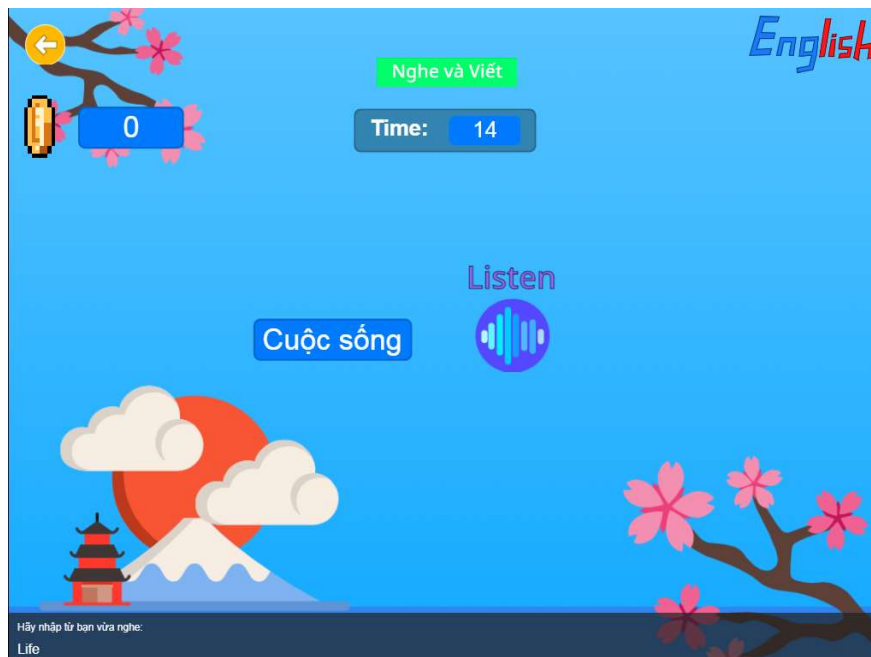 English
Nghe và Viết
0
Time: 14
Listen
Cuộc sống
Hãy nhập từ bạn vừa nghe:
Life